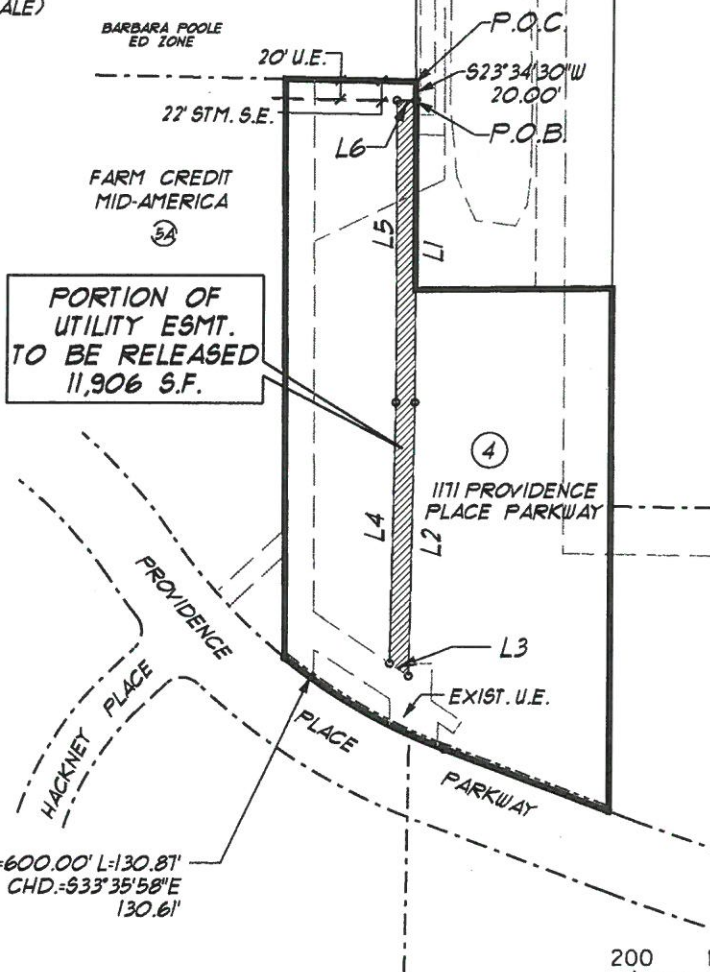 ALE)
BARBARA POOLE
ED ZONE
P.O.C.
20' U.E.
S23°34'30"W
20.00'
22' STM. S.E.
P.O.B.
L6
FARM CREDIT
MID-AMERICA
5A
L5
L1
PORTION OF
UTILITY ESMT.
TO BE RELEASED
11,906 S.F.
4
1171 PROVIDENCE
PLACE PARKWAY
L4
L2
PROVIDENCE
L3
EXIST. U.E.
HACKNEY PLACE
PLACE
PARKWAY
=600.00' L=130.87'
CHD.=S33°35'58"E
130.61'
200